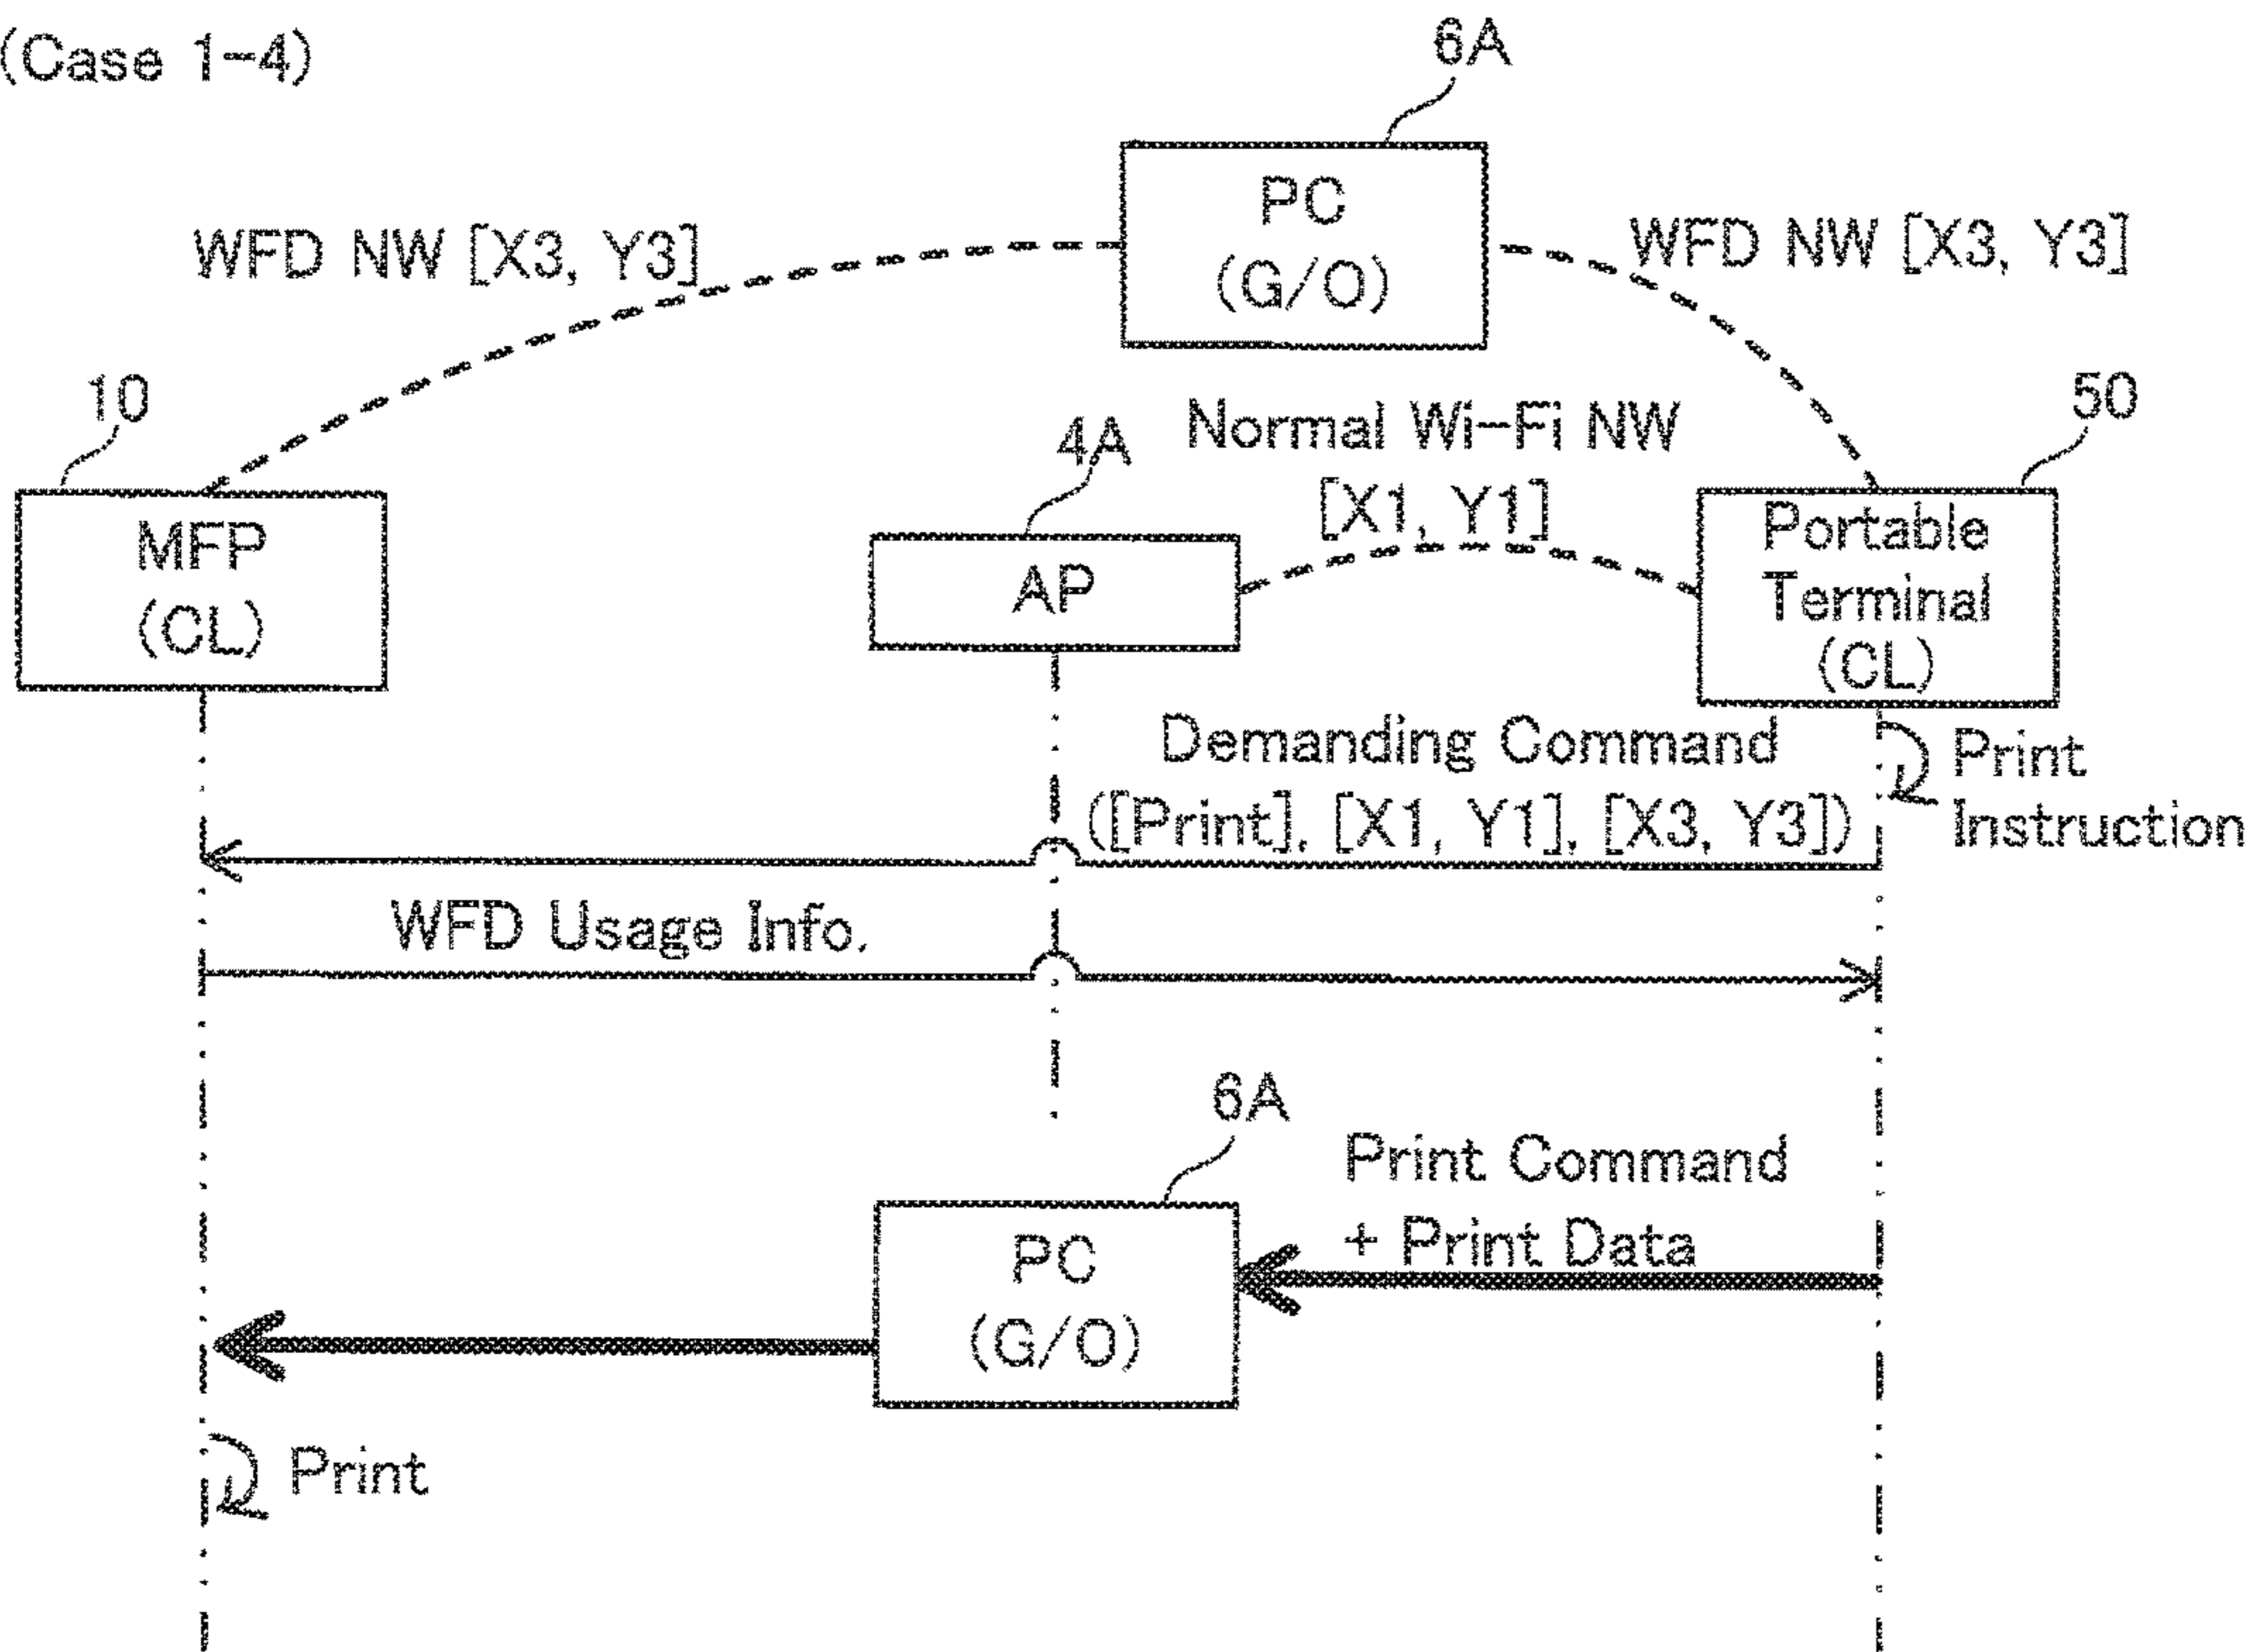 (Case 1-4)
6A
PC
(G/O)
WFD NW [X3, Y3]
WFD NW [X3, Y3]
10
MFP
(CL)
4A
AP
Normal Wi-Fi NW
[X1, Y1]
50
Portable
Terminal
(CL)
Print
Instruction
Demanding Command
([Print], [X1, Y1], [X3, Y3])
WFD Usage Info.
6A
PC
(G/O)
Print Command
+ Print Data
Print